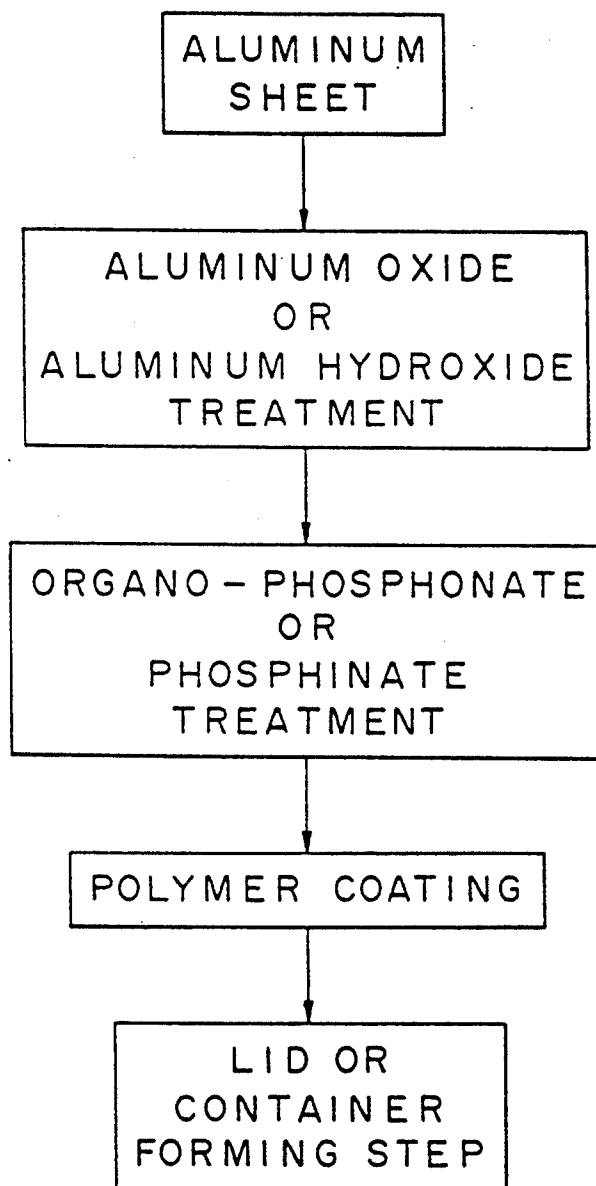 ALUMINUM
SHEET
ALUMINUM OXIDE
OR
ALUMINUM HYDROXIDE
TREATMENT
ORGANO-PHOSPHONATE
OR
PHOSPHINATE
TREATMENT
POLYMER COATING
LID OR
CONTAINER
FORMING STEP